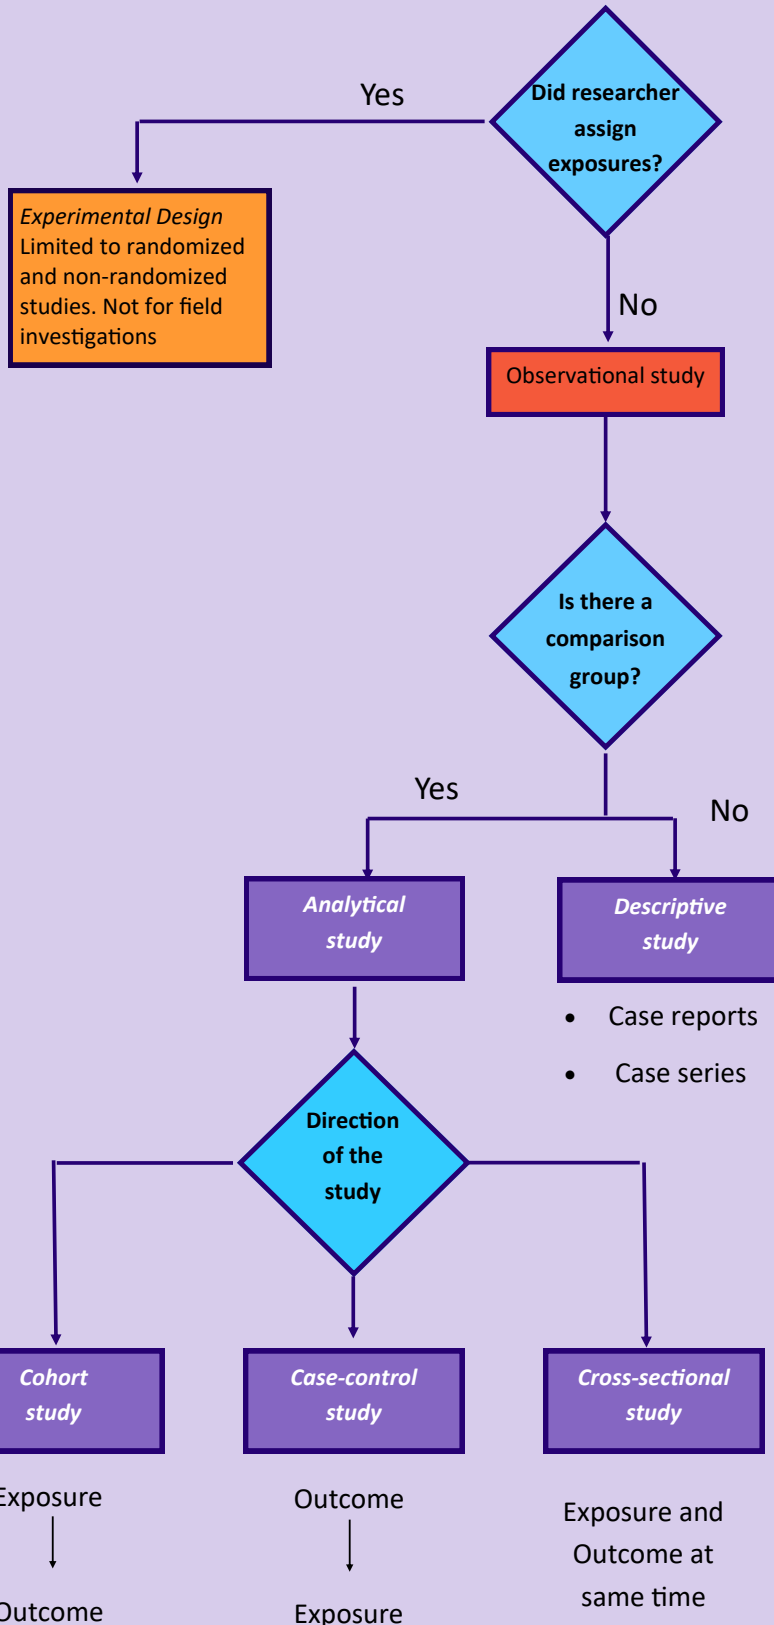 Did researcher
assign
exposures?
Yes
Experimental Design
Limited to randomized
and non-randomized
studies. Not for field
investigations
No
Observational study
Is there a
comparison
group?
Yes
No
Analytical
study
Descriptive
study
• Case reports
• Case series
Direction
of the
study
Cohort
study
Case-control
study
Cross-sectional
study
Exposure
Outcome
Outcome
Exposure
Exposure and
Outcome at
same time